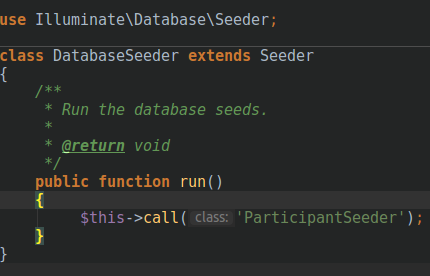 use Illuminate\Database\Seeder;
class DatabaseSeeder extends Seeder
{
/**
* Run the database seeds.
*
* @return void
*/
public function run()
{
$this->call( class: 'ParticipantSeeder');
}
}